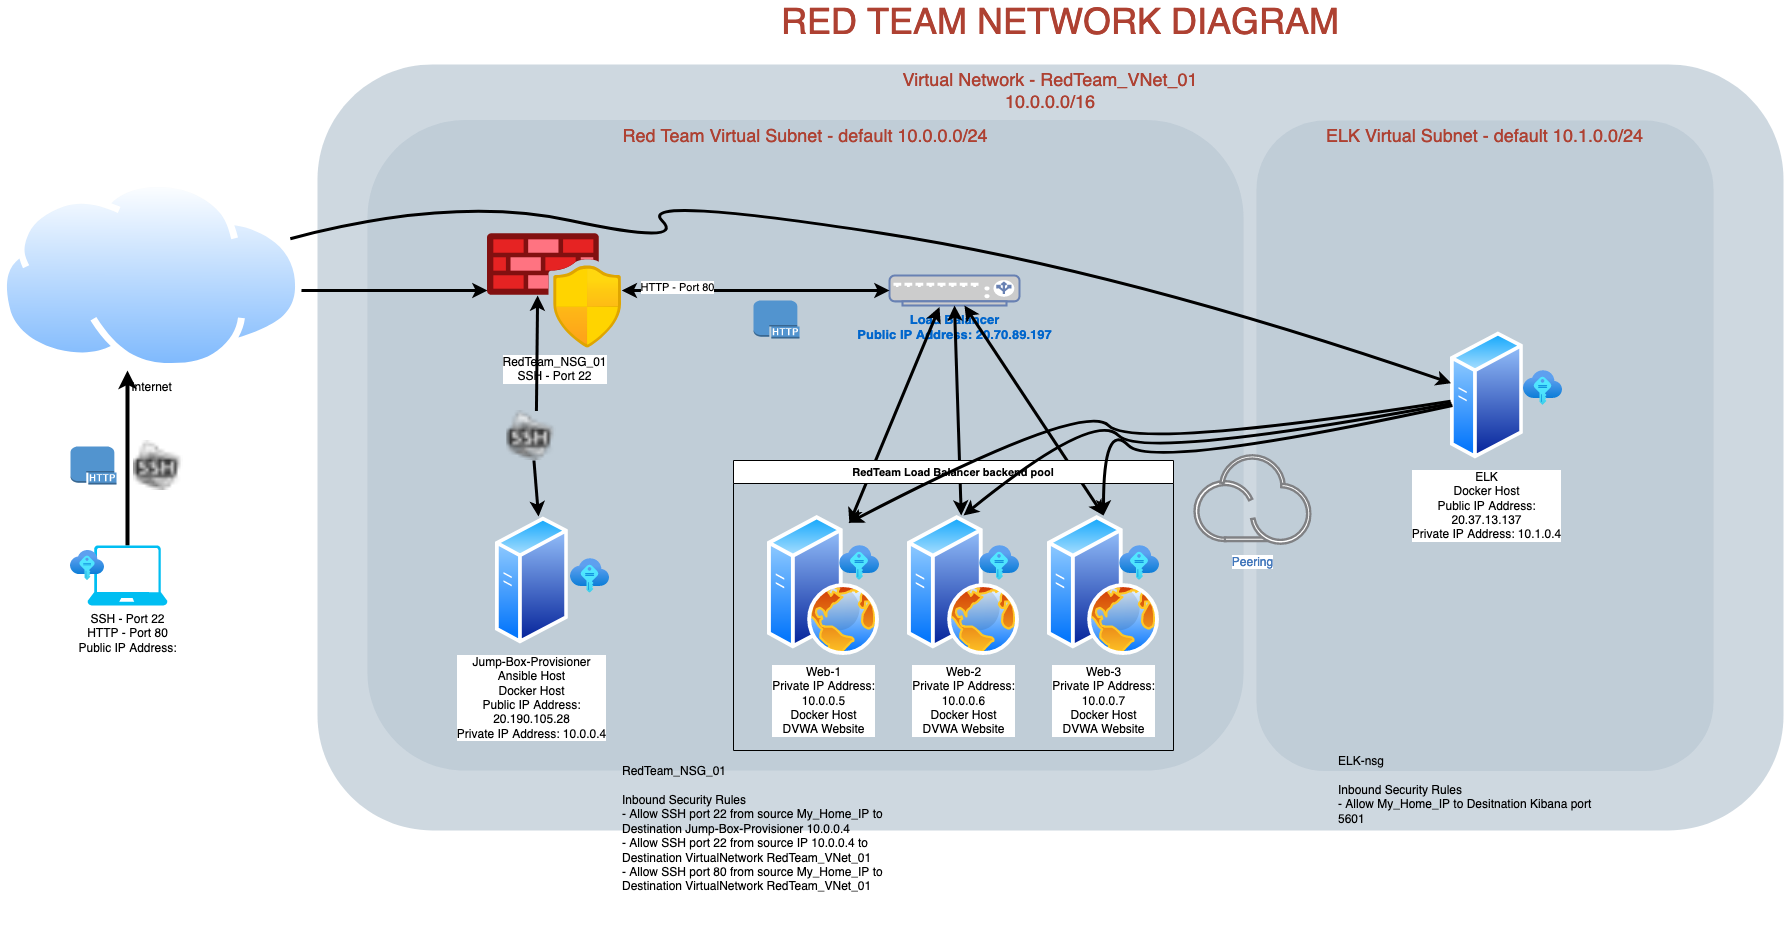 RED TEAM NETWORK DIAGRAM
Virtual Network - RedTeam_VNet_01
10.0.0.0/16
Red Team Virtual Subnet - default 10.0.0.0/24
ELK Virtual Subnet - default 10.1.0.0/24
HTTP - Port 80
HTTP
Load Balancer
Public IP Address: 20.70.89.197
RedTeam_NSG_01
SSH - Port 22
Internet
SSH
HTTP
SSH
SSH - Port 22
HTTP - Port 80
Public IP Address:
RedTeam Load Balancer backend pool
ELK
Docker Host
Public IP Address:
20.37.13.137
Private IP Address: 10.1.0.4
Peering
Jump-Box-Provisioner
Ansible Host
Docker Host
Public IP Address:
20.190.105.28
Private IP Address: 10.0.0.4
Web-1
Private IP Address:
10.0.0.5
Docker Host
DVWA Website
Web-2
Private IP Address:
10.0.0.6
Docker Host
DVWA Website
Web-3
Private IP Address:
10.0.0.7
Docker Host
DVWA Website
RedTeam_NSG_01
Inbound Security Rules
- Allow SSH port 22 from source My_Home_IP to
Destination Jump-Box-Provisioner 10.0.0.4
- Allow SSH port 22 from source IP 10.0.0.4 to
Destination VirtualNetwork RedTeam_VNet_01
- Allow SSH port 80 from source My_Home_IP to
Destination VirtualNetwork RedTeam_VNet_01
ELK-nsg
Inbound Security Rules
- Allow My_Home_IP to Desitnation Kibana port
5601